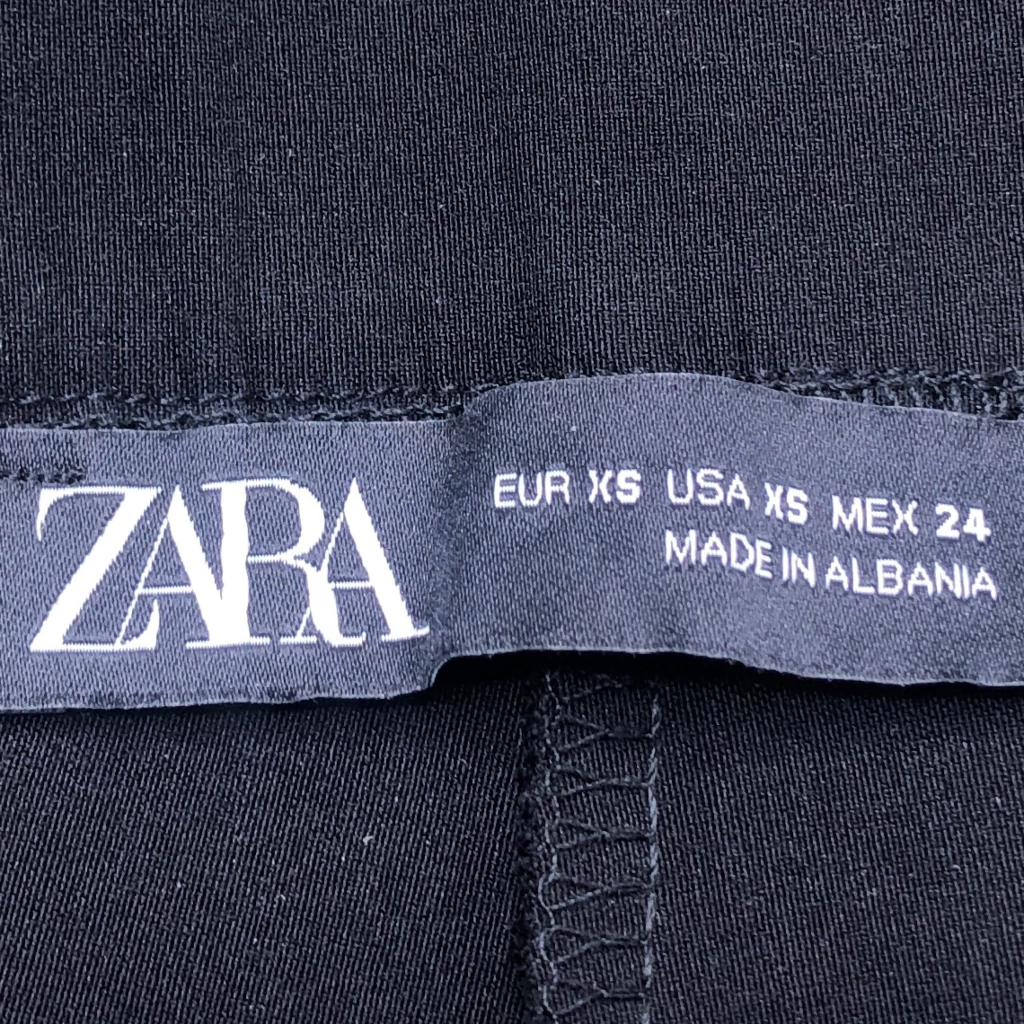 ZARA
EUR XS USA XS MEX 24
MADE IN ALBANIA